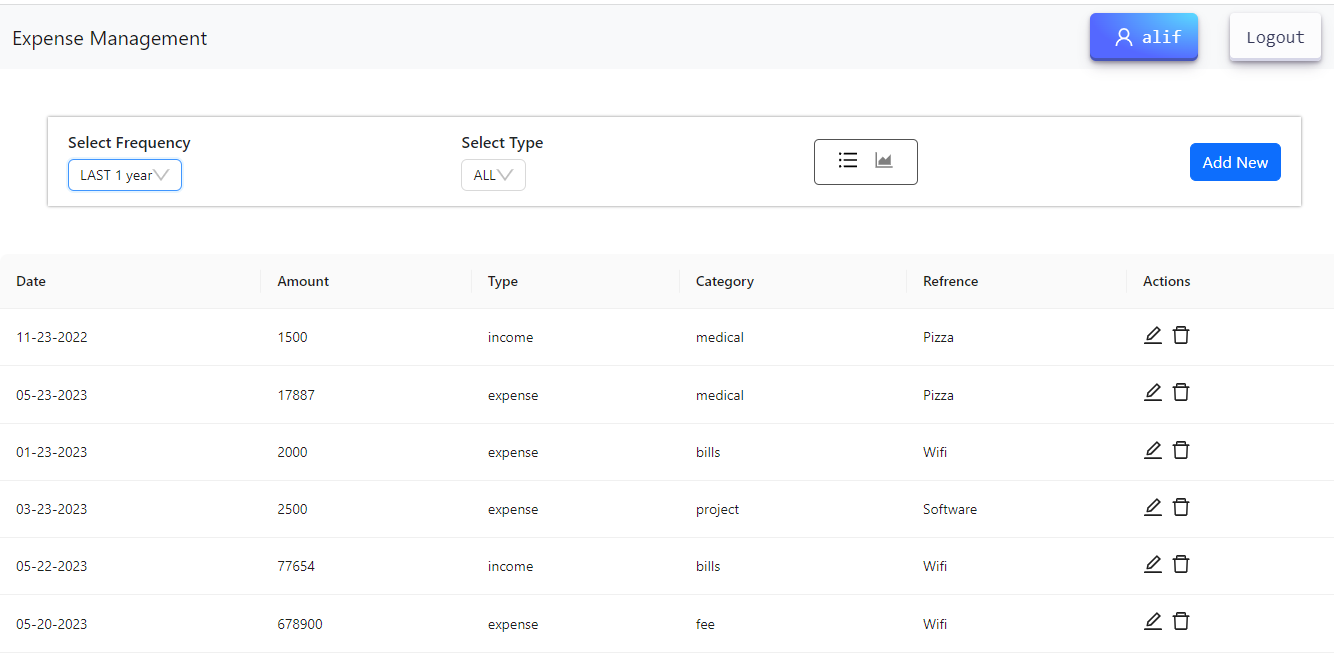 Expense Management alif Logout
Select Frequency Select Type
LAST 1 year ALL Add New
Date Amount Type Category Refrence Actions
11-23-2022 1500 income medical Pizza
05-23-2023 17887 expense medical Pizza
01-23-2023 2000 expense bills Wifi
03-23-2023 2500 expense project Software
05-22-2023 77654 income bills Wifi
05-20-2023 678900 expense fee Wifi